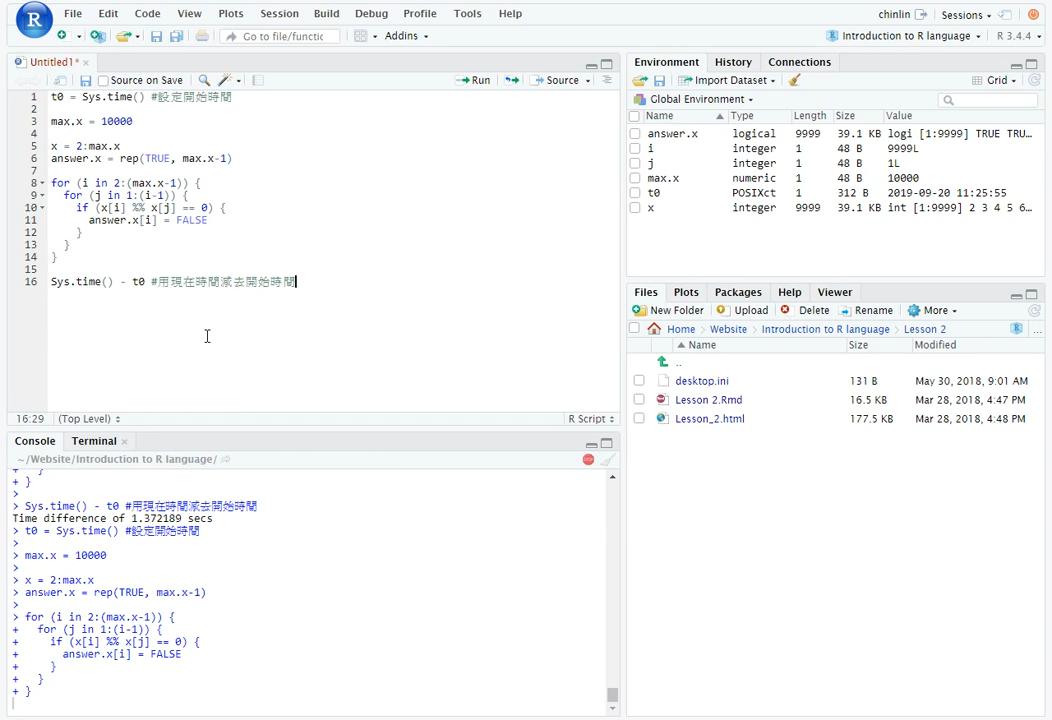 R File Edit Code View Plots Session Build Debug Profile Tools Help chinlin Sessions
Go to file/functic Addins Introduction to R language R 3.4.4
Untitled1*
Source on Save Run Source
1 t0 = Sys.time() #設定開始時間
2
3 max.x = 10000
4
5 x = 2:max.x
6 answer.x = rep(TRUE, max.x-1)
7
8 for (i in 2:(max.x-1)) {
9 for (j in 1:(i-1)) {
10 if (x[i] %% x[j] == 0) {
11 answer.x[i] = FALSE
12 }
13 }
14 }
15
16 Sys.time() - t0 #用現在時間減去開始時間
16:29 (Top Level) R Script
Console Terminal
~/Website/Introduction to R language/
+ }
+ }
>
> Sys.time() - t0 #用現在時間減去開始時間
Time difference of 1.372189 secs
> t0 = Sys.time() #設定開始時間
>
> max.x = 10000
>
> x = 2:max.x
> answer.x = rep(TRUE, max.x-1)
>
> for (i in 2:(max.x-1)) {
+ for (j in 1:(i-1)) {
+ if (x[i] %% x[j] == 0) {
+ answer.x[i] = FALSE
+ }
+ }
+ }
Environment History Connections
Import Dataset Grid
Global Environment
Name Type Length Size Value
answer.x logical 9999 39.1 KB logi [1:9999] TRUE TRU…
i integer 1 48 B 9999L
j integer 1 48 B 1L
max.x numeric 1 48 B 10000
t0 POSIXct 1 312 B 2019-09-20 11:25:55
x integer 9999 39.1 KB int [1:9999] 2 3 4 5 6…
Files Plots Packages Help Viewer
New Folder Upload Delete Rename More
Home Website Introduction to R language Lesson 2 ...
Name Size Modified
..
desktop.ini 131 B May 30, 2018, 9:01 AM
Lesson 2.Rmd 16.5 KB Mar 28, 2018, 4:47 PM
Lesson_2.html 177.5 KB Mar 28, 2018, 4:48 PM